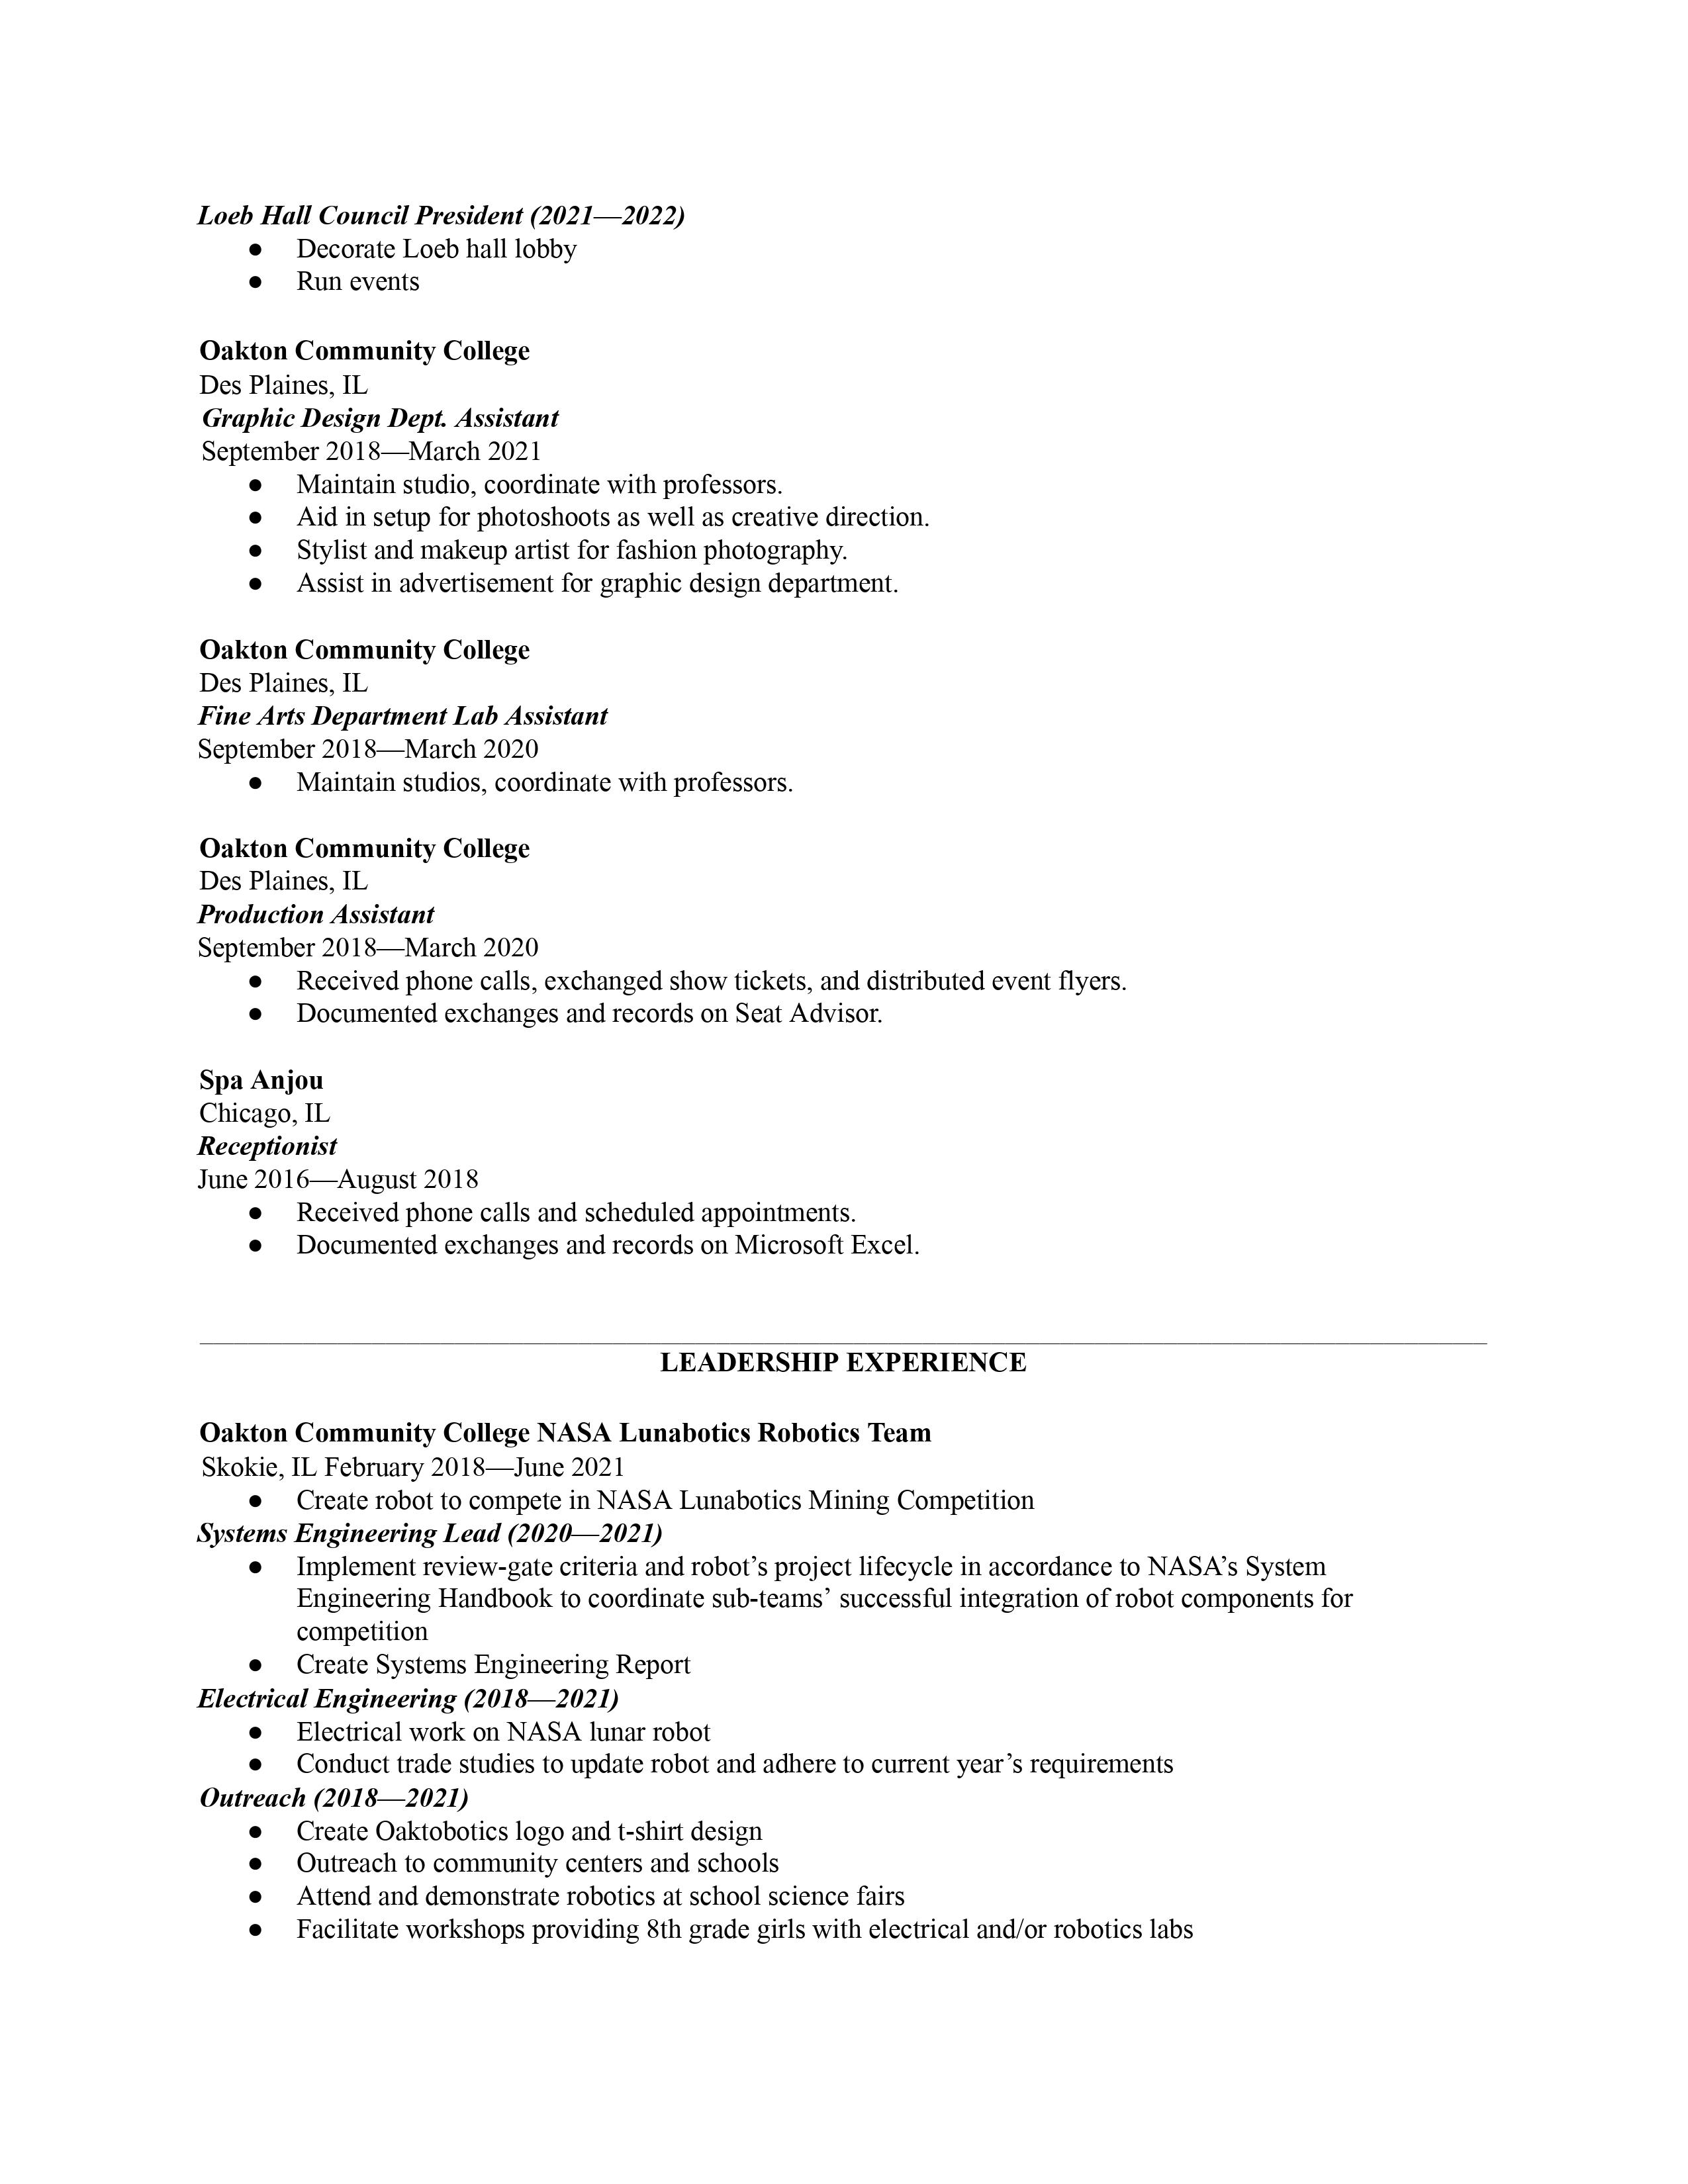 Loeb Hall Council President (2021—2022)
● Decorate Loeb hall lobby
● Run events
Oakton Community College
Des Plaines, IL
Graphic Design Dept. Assistant
September 2018—March 2021
● Maintain studio, coordinate with professors.
● Aid in setup for photoshoots as well as creative direction.
● Stylist and makeup artist for fashion photography.
● Assist in advertisement for graphic design department.
Oakton Community College
Des Plaines, IL
Fine Arts Department Lab Assistant
September 2018—March 2020
● Maintain studios, coordinate with professors.
Oakton Community College
Des Plaines, IL
Production Assistant
September 2018—March 2020
● Received phone calls, exchanged show tickets, and distributed event flyers.
● Documented exchanges and records on Seat Advisor.
Spa Anjou
Chicago, IL
Receptionist
June 2016—August 2018
● Received phone calls and scheduled appointments.
● Documented exchanges and records on Microsoft Excel.
LEADERSHIP EXPERIENCE
Oakton Community College NASA Lunabotics Robotics Team
Skokie, IL February 2018—June 2021
● Create robot to compete in NASA Lunabotics Mining Competition
Systems Engineering Lead (2020—2021)
● Implement review-gate criteria and robot’s project lifecycle in accordance to NASA’s System
Engineering Handbook to coordinate sub-teams’ successful integration of robot components for
competition
● Create Systems Engineering Report
Electrical Engineering (2018—2021)
● Electrical work on NASA lunar robot
● Conduct trade studies to update robot and adhere to current year’s requirements
Outreach (2018—2021)
● Create Oaktobotics logo and t-shirt design
● Outreach to community centers and schools
● Attend and demonstrate robotics at school science fairs
● Facilitate workshops providing 8th grade girls with electrical and/or robotics labs